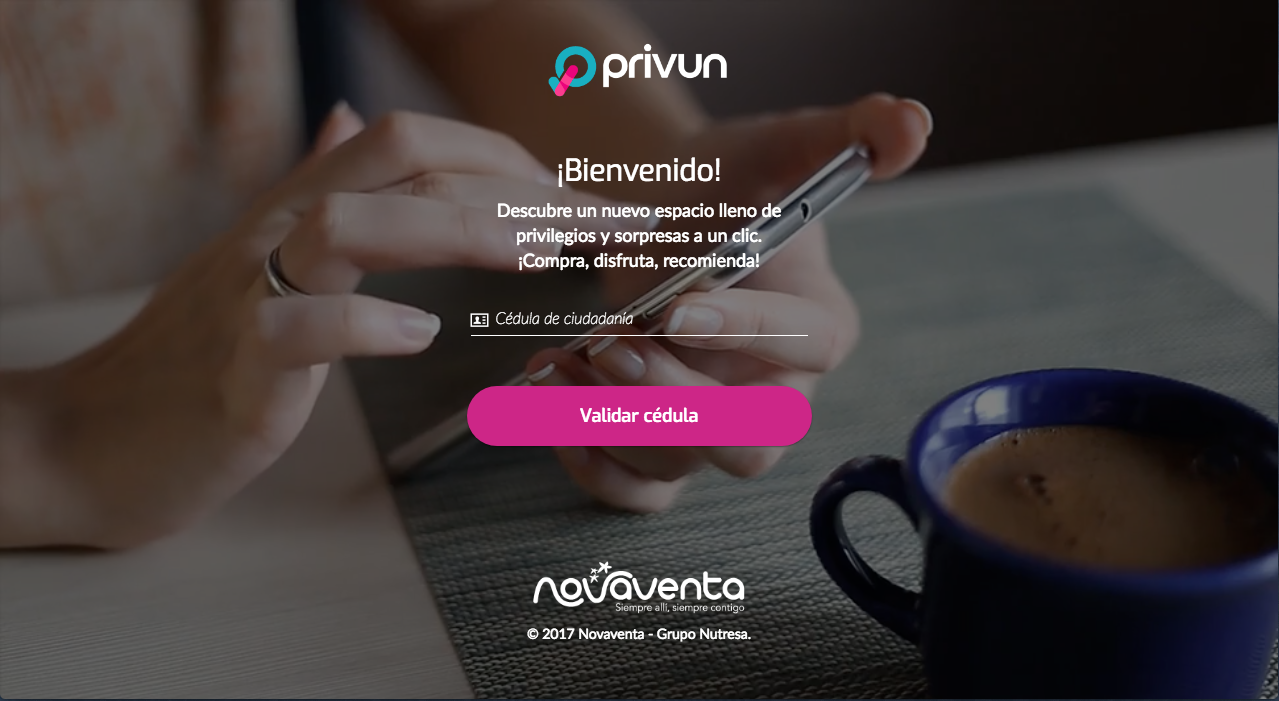 privun
¡Bienvenido!
Descubre un nuevo espacio lleno de
privilegios y sorpresas a un clic.
¡Compra, disfruta, recomienda!
Cédula de ciudadanía
Validar cédula
novaventa
Siempre allí, siempre contigo
© 2017 Novaventa - Grupo Nutresa.